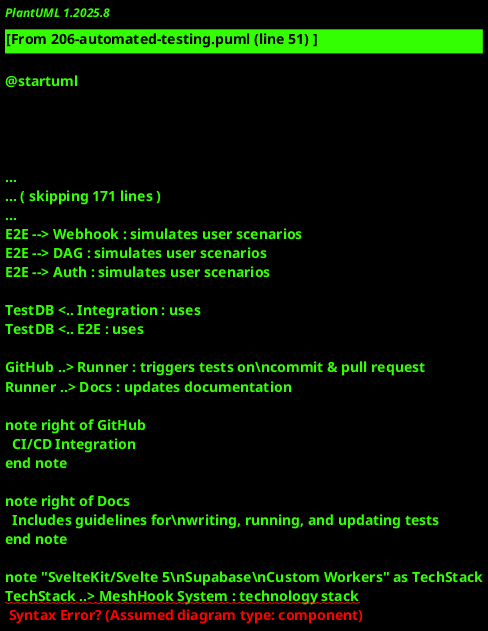 PlantUML 1.2025.8
[From 206-automated-testing.puml (line 51) ]
@startuml
...
... ( skipping 171 lines )
...
E2E --> Webhook : simulates user scenarios
E2E --> DAG : simulates user scenarios
E2E --> Auth : simulates user scenarios
TestDB <.. Integration : uses
TestDB <.. E2E : uses
GitHub ..> Runner : triggers tests on\ncommit & pull request
Runner ..> Docs : updates documentation
note right of GitHub
CI/CD Integration
end note
note right of Docs
Includes guidelines for\nwriting, running, and updating tests
end note
note "SvelteKit/Svelte 5\nSupabase\nCustom Workers" as TechStack
TechStack ..> MeshHook System : technology stack
Syntax Error? (Assumed diagram type: component)